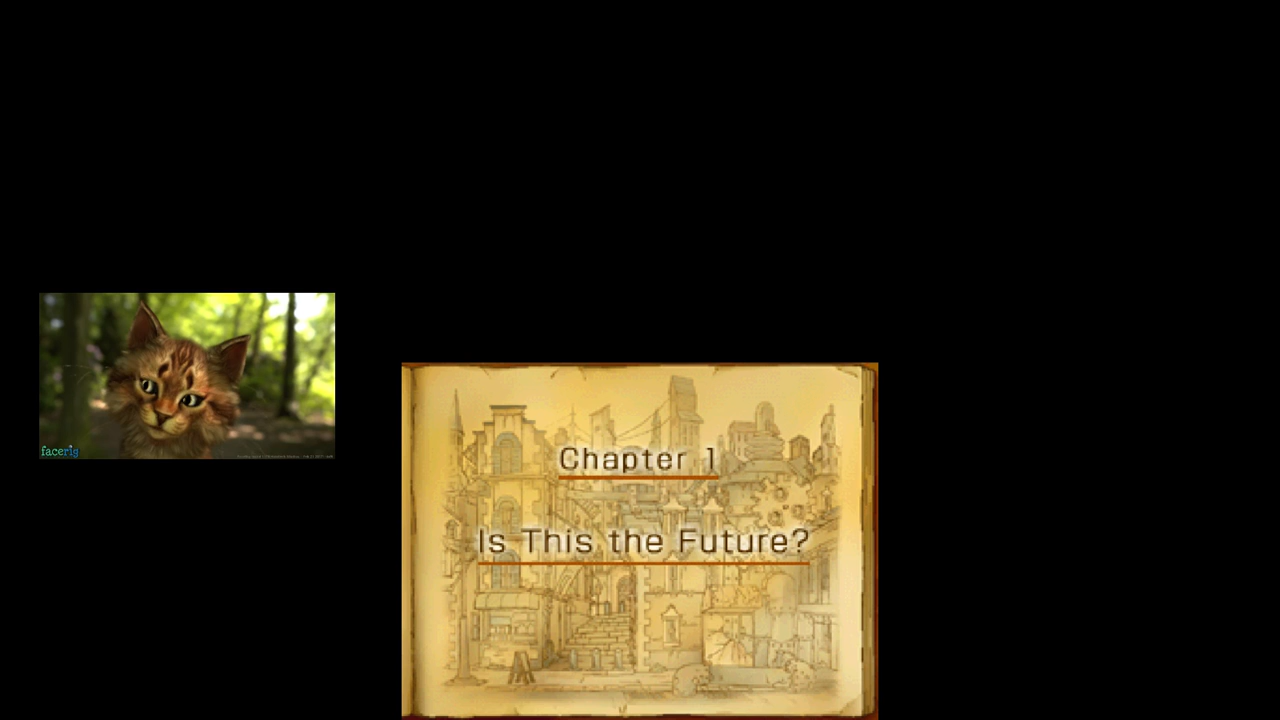 Chapter 1
Is This the Future?
facerig